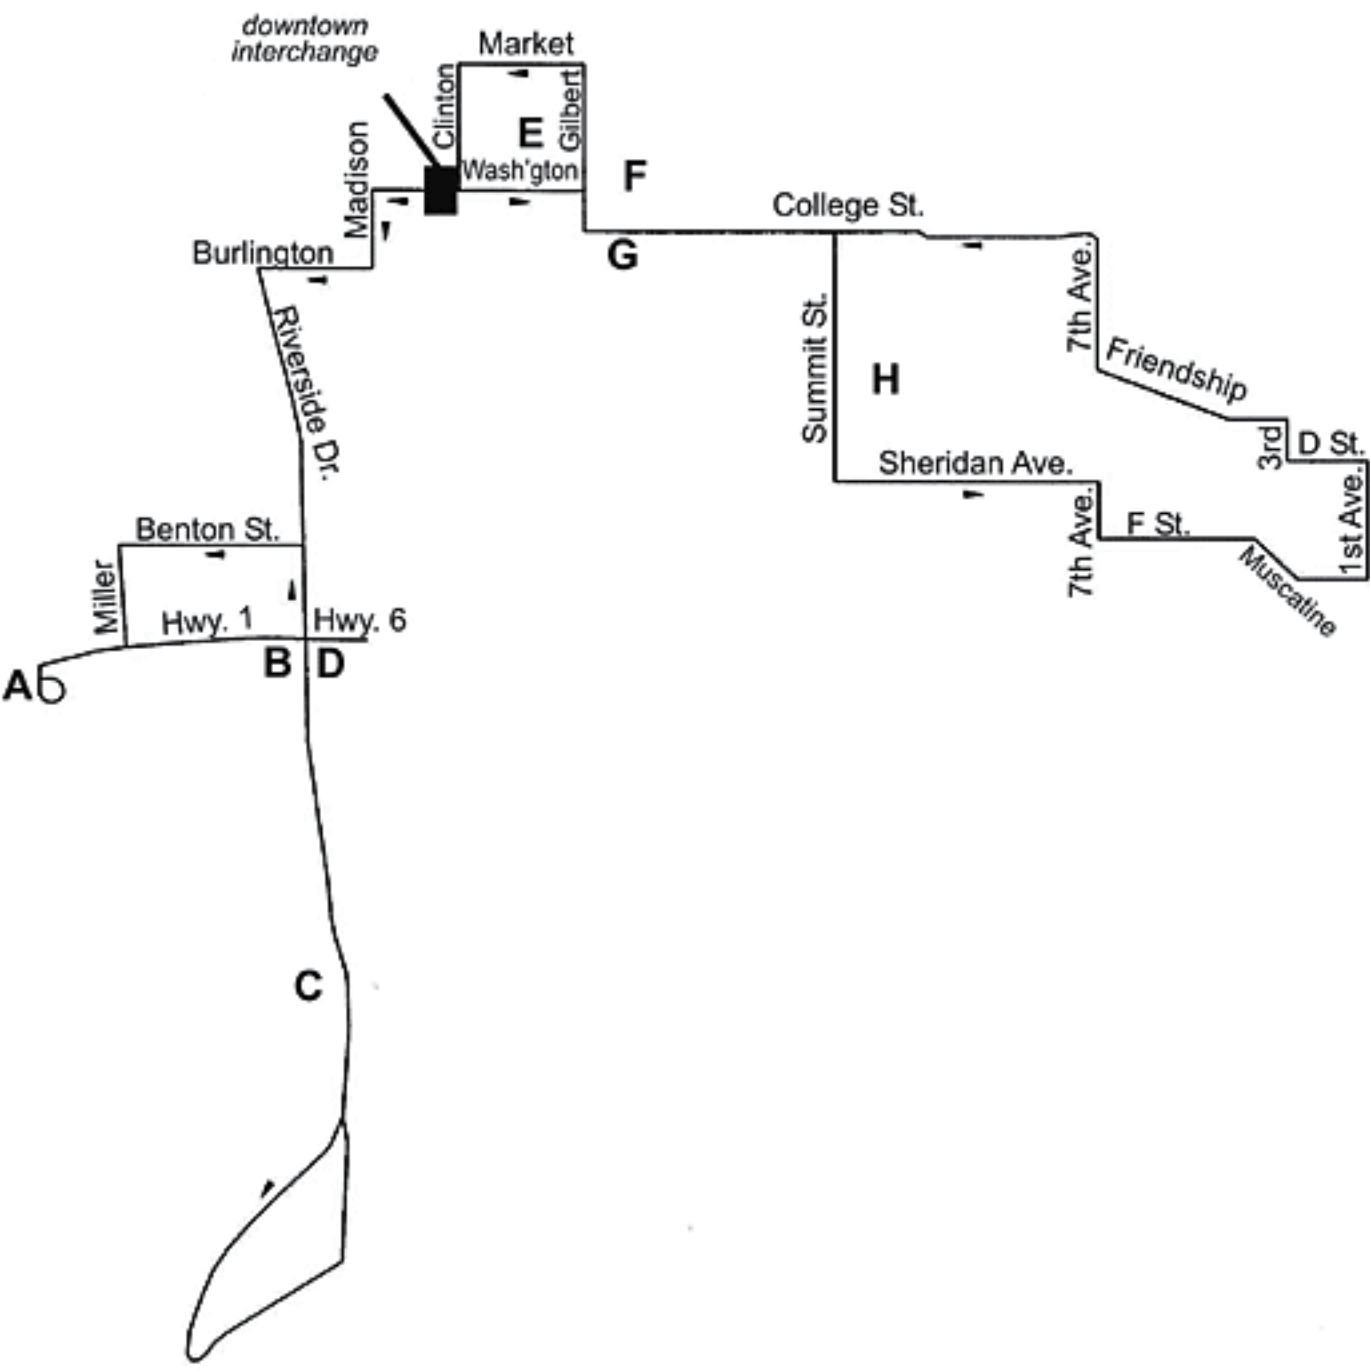 downtown
interchange
Market
Clinton
Gilbert
E
Wash'gton
Madison
F
College St.
Burlington
G
7th Ave.
Riverside Dr.
Summit St.
H
Friendship
3rd
D St.
Sheridan Ave.
1st Ave.
7th Ave.
F St.
Muscatine
Benton St.
Miller
Hwy. 1
Hwy. 6
A
B
D
C